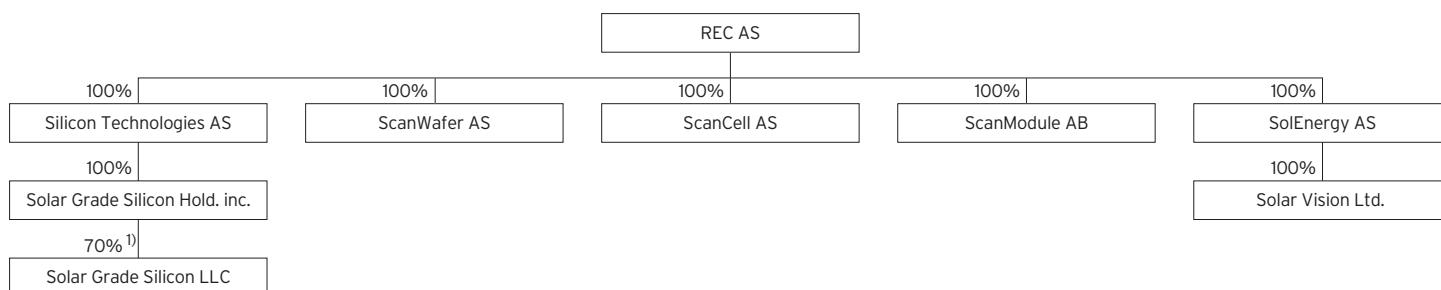 REC AS
100% 100% 100% 100% 100%
Silicon Technologies AS ScanWafer AS ScanCell AS ScanModule AB SolEnergy AS
100% 100%
Solar Grade Silicon Hold. inc. Solar Vision Ltd.
70% 1)
Solar Grade Silicon LLC